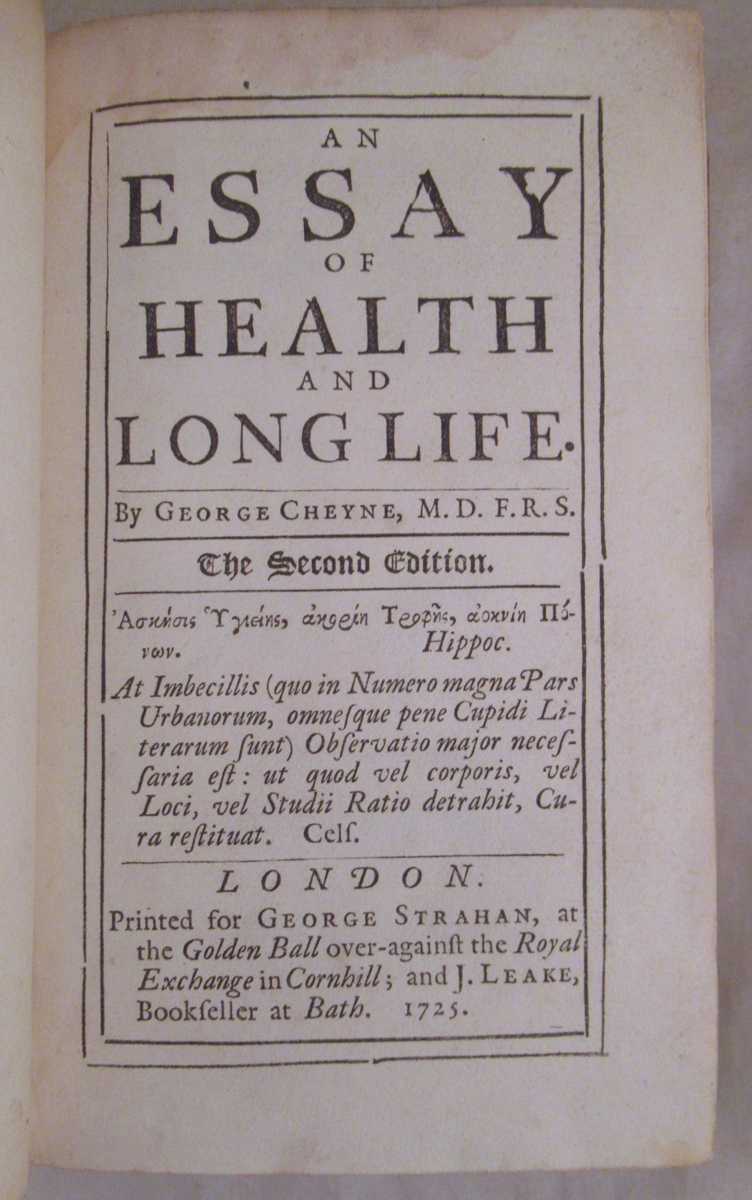 AN
ESSAY
OF
HEALTH
AND
LONG LIFE.
By GEORGE CHEYNE, M. D. F. R. S.
The Second Edition.
Ἀσκήσις Ὑγιείης, ἀκορίη Τροφῆς, ἀοκνίη Πό-
νων. Hippoc.
At Imbecillis (quo in Numero magna Pars
Urbanorum, omneſque pene Cupidi Li-
terarum ſunt) Obſervatio major neceſ-
ſaria eſt: ut quod vel corporis, vel
Loci, vel Studii Ratio detrahit, Cu-
ra reſtituat. Celſ.
LONDON.
Printed for GEORGE STRAHAN, at
the Golden Ball over-againſt the Royal
Exchange in Cornhill; and J. LEAKE,
Bookſeller at Bath. 1725.